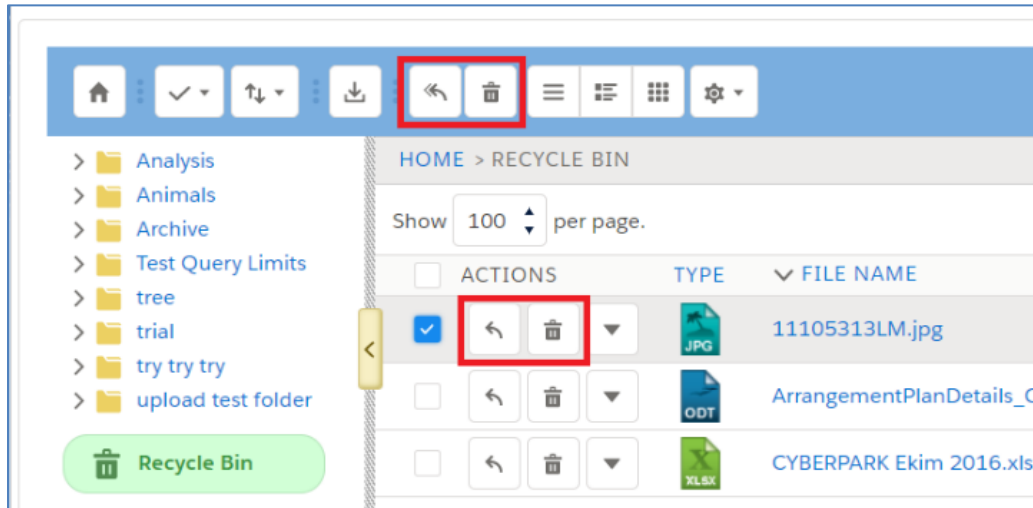 Analysis
Animals
Archive
Test Query Limits
tree
trial
try try try
upload test folder
Recycle Bin
HOME > RECYCLE BIN
Show 100 per page.
ACTIONS TYPE FILE NAME
JPG 11105313LM.jpg
ODT ArrangementPlanDetails_
XLSX CYBERPARK Ekim 2016.xls